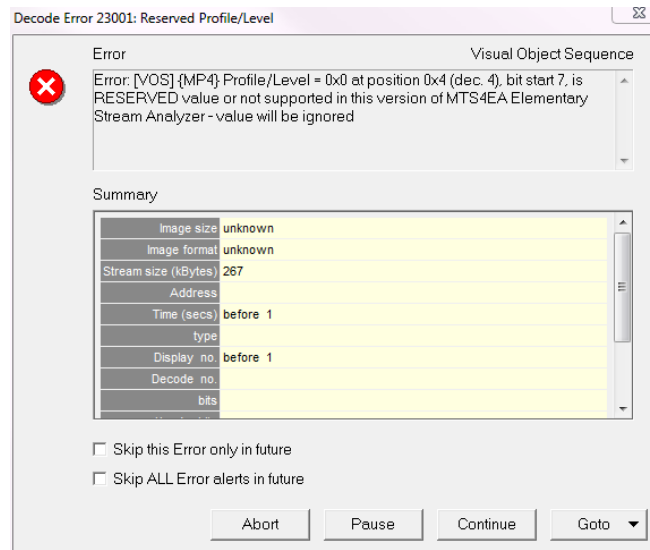 Decode Error 23001: Reserved Profile/Level
Error
Visual Object Sequence
Error: [VOS] {MP4} Profile/Level = 0x0 at position 0x4 (dec. 4), bit start 7, is
RESERVED value or not supported in this version of MTS4EA Elementary
Stream Analyzer - value will be ignored
Summary
Image size unknown
Image format unknown
Stream size (kBytes) 267
Address
Time (secs) before 1
type
Display no. before 1
Decode no.
bits
Skip this Error only in future
Skip ALL Error alerts in future
Abort Pause Continue Goto